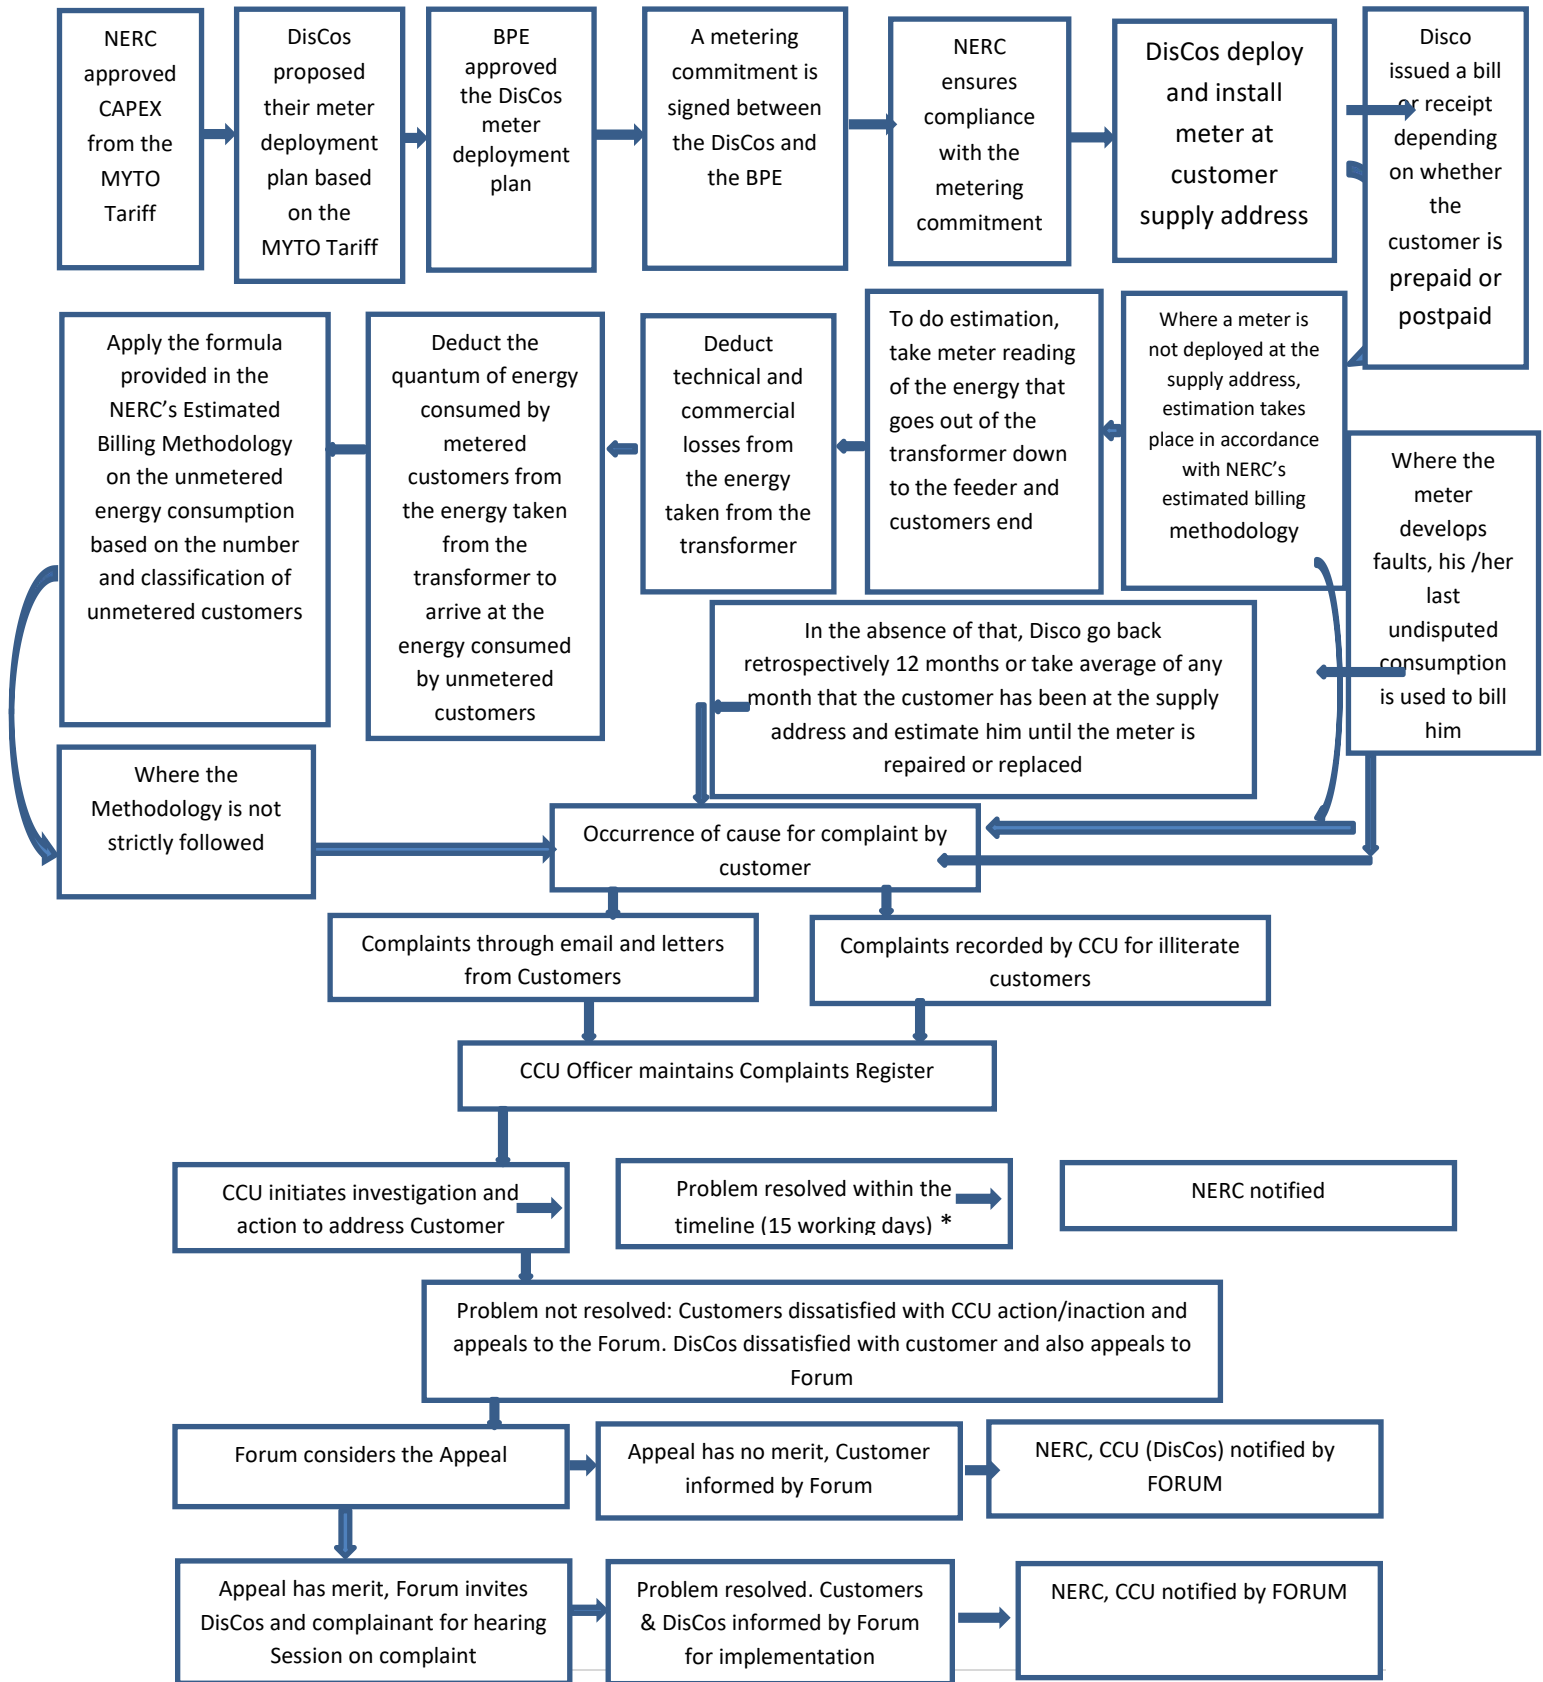 NERC
approved
CAPEX
from the
MYTO
Tariff
DisCos
proposed
their meter
deployment
plan based
on the
MYTO Tariff
BPE
approved
the DisCos
meter
deployment
plan
A metering
commitment is
signed between
the DisCos and
the BPE
NERC
ensures
compliance
with the
metering
commitment
DisCos deploy
and install
meter at
customer
supply address
Disco
issued a bill
or receipt
depending
on whether
the
customer is
prepaid or
postpaid
Where a meter is
not deployed at the
supply address,
estimation takes
place in accordance
with NERC’s
estimated billing
methodology
To do estimation,
take meter reading
of the energy that
goes out of the
transformer down
to the feeder and
customers end
Deduct
technical and
commercial
losses from
the energy
taken from the
transformer
Deduct the
quantum of energy
consumed by
metered
customers from
the energy taken
from the
transformer to
arrive at the
energy consumed
by unmetered
customers
Apply the formula
provided in the
NERC’s Estimated
Billing Methodology
on the unmetered
energy consumption
based on the number
and classification of
unmetered customers
Where the
meter
develops
faults, his /her
last
undisputed
consumption
is used to bill
him
In the absence of that, Disco go back
retrospectively 12 months or take average of any
month that the customer has been at the supply
address and estimate him until the meter is
repaired or replaced
Where the
Methodology is not
strictly followed
Occurrence of cause for complaint by
customer
Complaints through email and letters
from Customers
Complaints recorded by CCU for illiterate
customers
CCU Officer maintains Complaints Register
CCU initiates investigation and
action to address Customer
Problem resolved within the
timeline (15 working days) *
NERC notified
Problem not resolved: Customers dissatisfied with CCU action/inaction and
appeals to the Forum. DisCos dissatisfied with customer and also appeals to
Forum
Forum considers the Appeal
Appeal has no merit, Customer
informed by Forum
NERC, CCU (DisCos) notified by
FORUM
Appeal has merit, Forum invites
DisCos and complainant for hearing
Session on complaint
Problem resolved. Customers
& DisCos informed by Forum
for implementation
NERC, CCU notified by FORUM